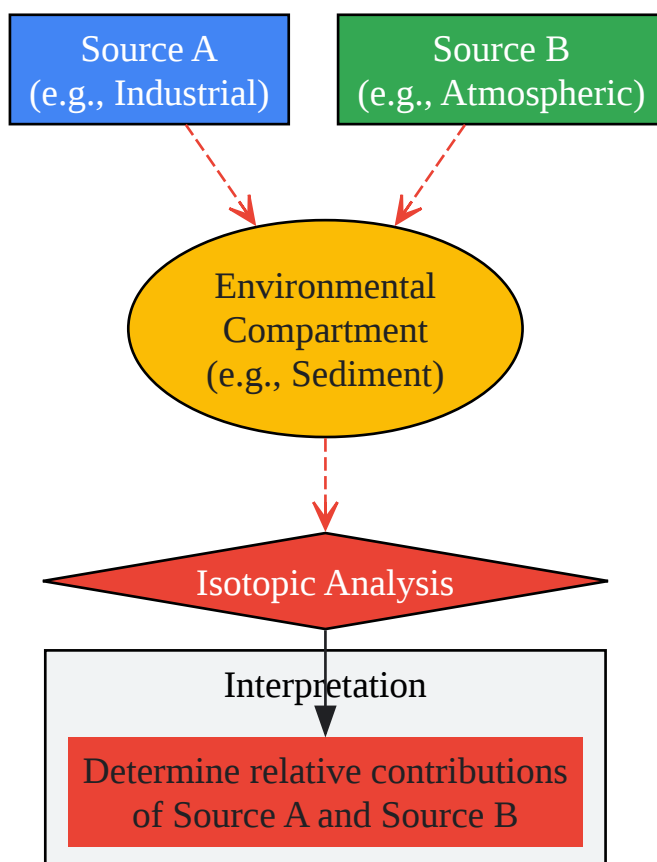 Source A
(e.g., Industrial)
Source B
(e.g., Atmospheric)
Environmental
Compartment
(e.g., Sediment)
Isotopic Analysis
Interpretation
Determine relative contributions
of Source A and Source B